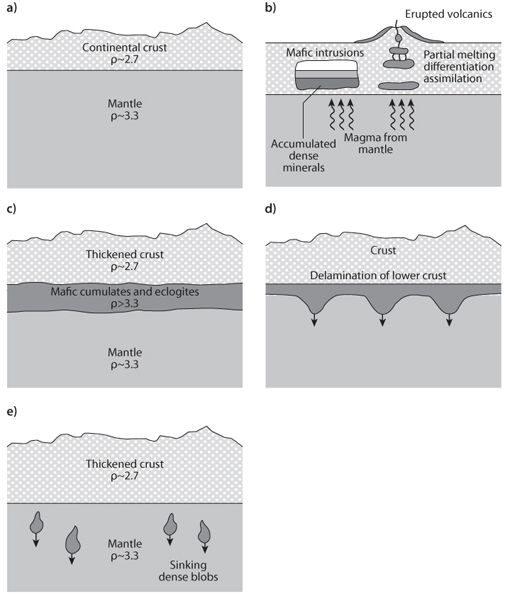 a)
Continental crust
ρ~2.7
Mantle
ρ~3.3
b)
Erupted volcanics
Mafic intrusions
Partial melting
differentiation
assimilation
Accumulated
dense
minerals
Magma from
mantle
c)
Thickened crust
ρ~2.7
Mafic cumulates and eclogites
ρ>3.3
Mantle
ρ~3.3
d)
Crust
Delamination of lower crust
e)
Thickened crust
ρ~2.7
Mantle
ρ~3.3
Sinking
dense blobs